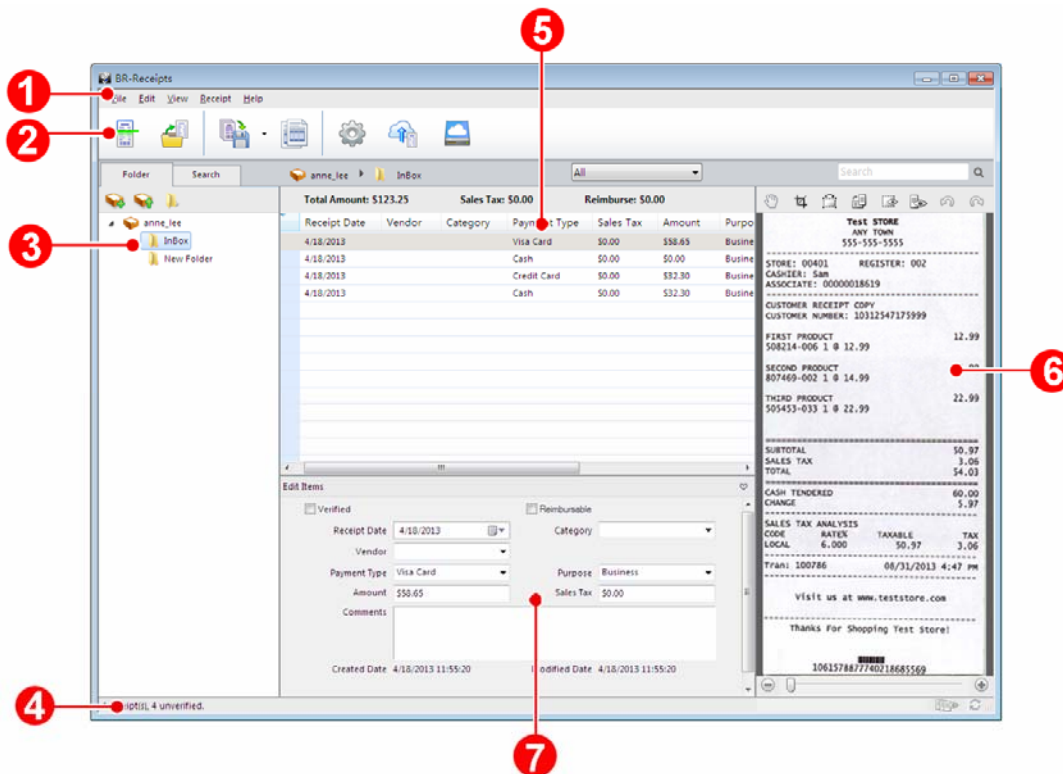 5
BR-Receipts
1
File Edit View Receipt Help
2
Folder Search anne_lee InBox All Search
Total Amount: $123.25 Sales Tax: $0.00 Reimburse: $0.00
Receipt Date Vendor Category Payment Type Sales Tax Amount Purpo
4/18/2013 Visa Card $0.00 $58.65 Busine
4/18/2013 Cash $0.00 $0.00 Busine
4/18/2013 Credit Card $0.00 $32.30 Busine
4/18/2013 Cash $0.00 $32.30 Busine
anne_lee
3
InBox
New Folder
Test STORE
ANY TOWN
555-555-5555
STORE: 00401 REGISTER: 002
CASHIER: Sam
ASSOCIATE: 00000018619
CUSTOMER RECEIPT COPY
CUSTOMER NUMBER: 10312547175999
FIRST PRODUCT 12.99
508214-006 1 @ 12.99
SECOND PRODUCT
807469-002 1 @ 14.99
6
THIRD PRODUCT 22.99
505453-033 1 @ 22.99
SUBTOTAL 50.97
SALES TAX 3.06
TOTAL 54.03
CASH TENDERED 60.00
CHANGE 5.97
SALES TAX ANALYSIS
CODE RATE% TAXABLE TAX
LOCAL 6.000 50.97 3.06
Tran: 100786 08/31/2013 4:47 PM
Visit us at www.teststore.com
Thanks For Shopping Test Store!
1061578877740218685569
Edit Items
Verified Reimbursable
Receipt Date 4/18/2013 Category
Vendor
Payment Type Visa Card Purpose Business
Amount $58.65 Sales Tax $0.00
Comments
Created Date 4/18/2013 11:55:20 Modified Date 4/18/2013 11:55:20
4
4 unverified.
7